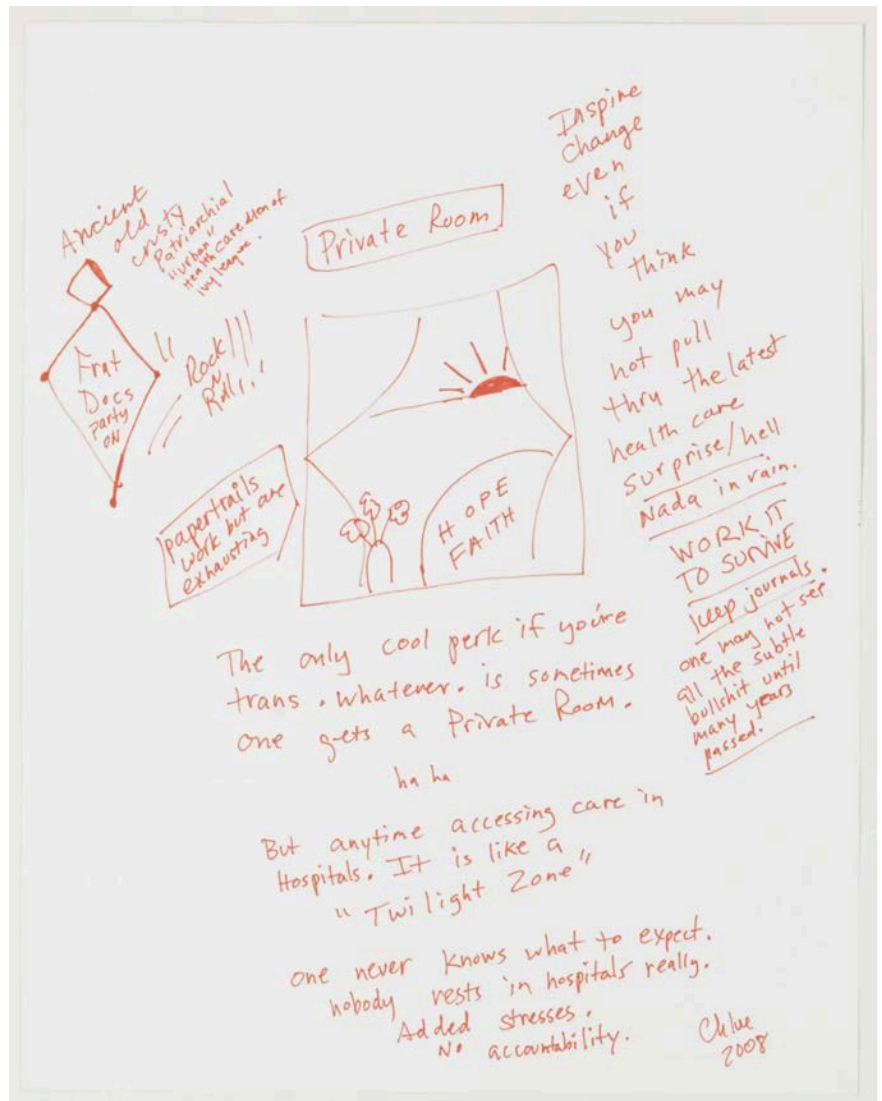 Ancient
old
crusty
Patriarchial
"urban"
Healthcare Men of
Ivy league.
Frat
Docs
party
ON
"Rock!!!
N
Rolls!"
Private Room
papertrails
work but are
exhausting
HOPE
FAITH
Inspire
Change
even
if
you
think
you may
not pull
thru the latest
health care
surprise/hell
Nada in vain.
WORK IT
TO SURVIVE
keep journals.
one may not see
all the subtle
bullshit until
many years
passed.
The only cool perk if you're
trans. whatever. is sometimes
one gets a Private Room.
ha ha
But anytime accessing care in
Hospitals. It is like a
"Twilight Zone"
one never knows what to expect.
nobody rests in hospitals really.
Added stresses.
No accountability.
Chloe
2008